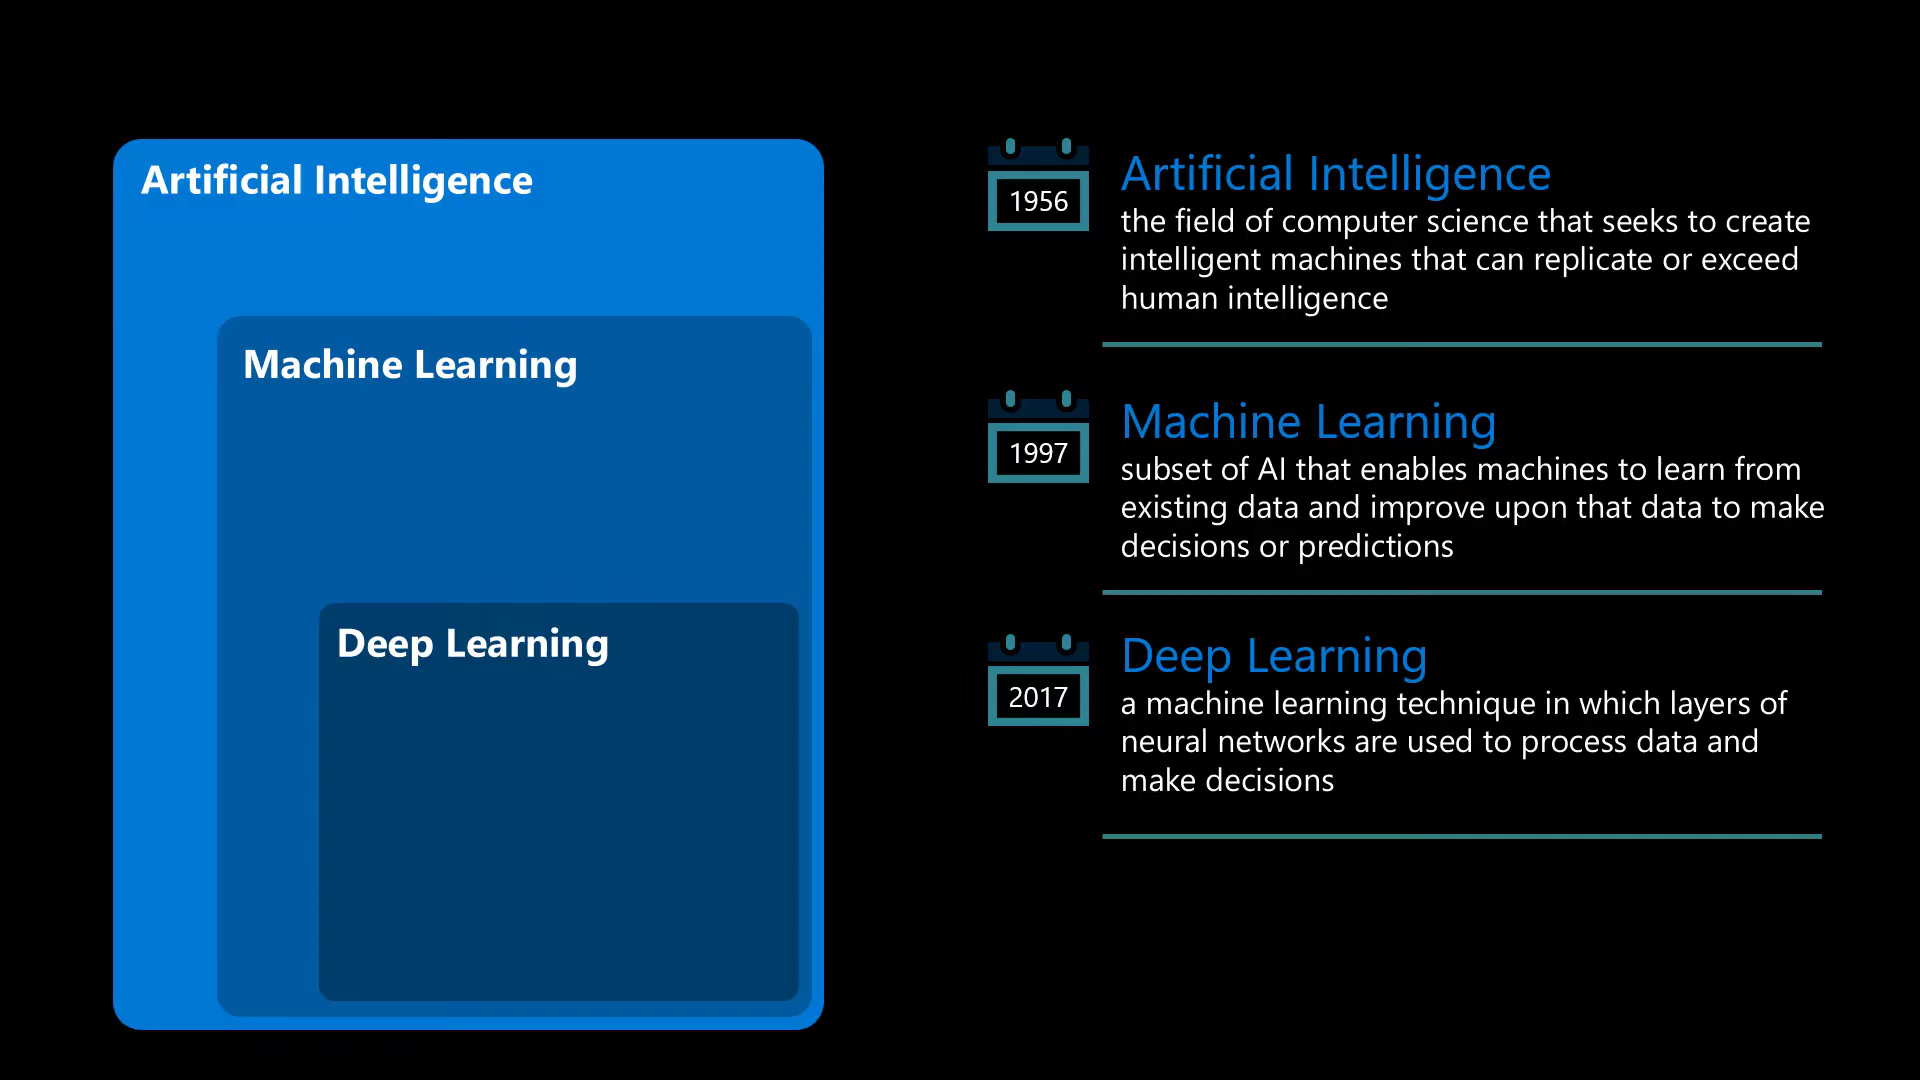 Artificial Intelligence
Machine Learning
Deep Learning
1956
Artificial Intelligence
the field of computer science that seeks to create
intelligent machines that can replicate or exceed
human intelligence
1997
Machine Learning
subset of AI that enables machines to learn from
existing data and improve upon that data to make
decisions or predictions
2017
Deep Learning
a machine learning technique in which layers of
neural networks are used to process data and
make decisions